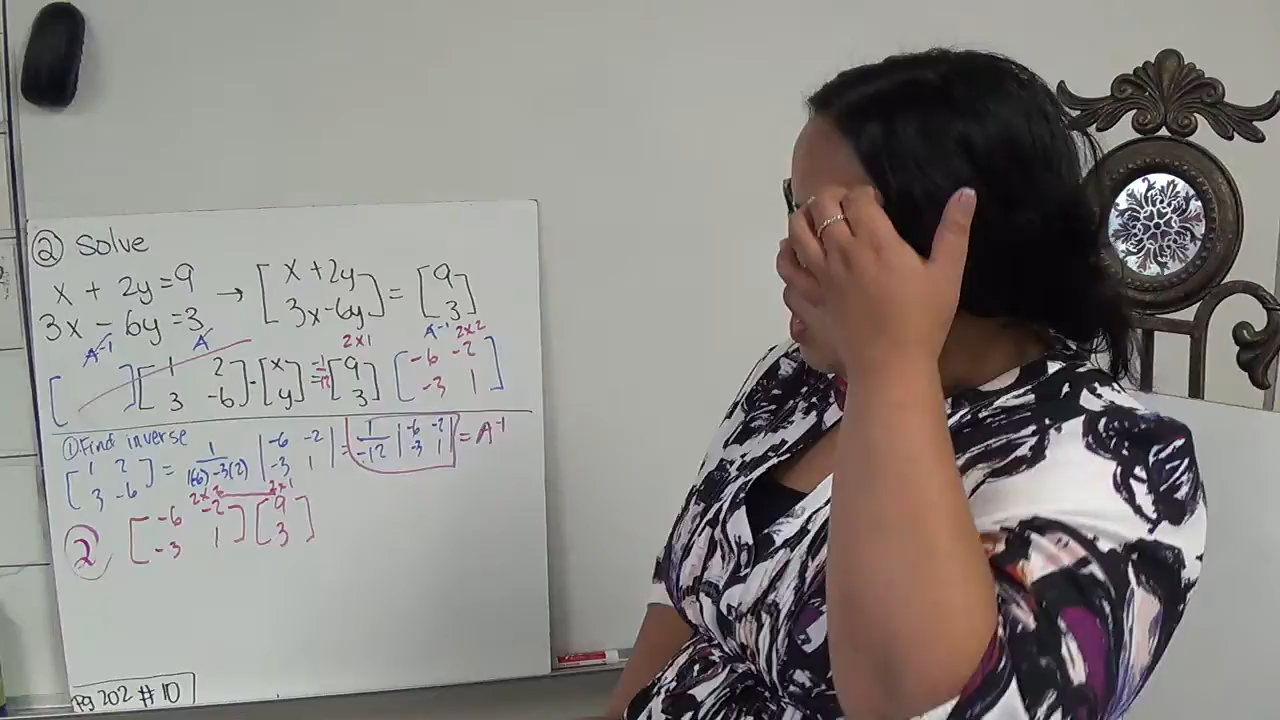 ② Solve
x + 2y = 9 → [x + 2y] = [9]
3x - 6y = 3 [3x - 6y] [3]
A⁻¹ A 2x1 A⁻¹ 2x2
[ ] [1 2] · [x] = -1/12 [9] [-6 -2]
[3 -6] [y] [3] [-3 1]
① Find inverse
[1 2] = 1/(1(-6) - 3(2)) |-6 -2| = 1/-12 |-6 -2| = A⁻¹
[3 -6] |-3 1| |-3 1|
2x2 2x1
② [-6 -2] [9]
[-3 1] [3]
Pg 202 # 10